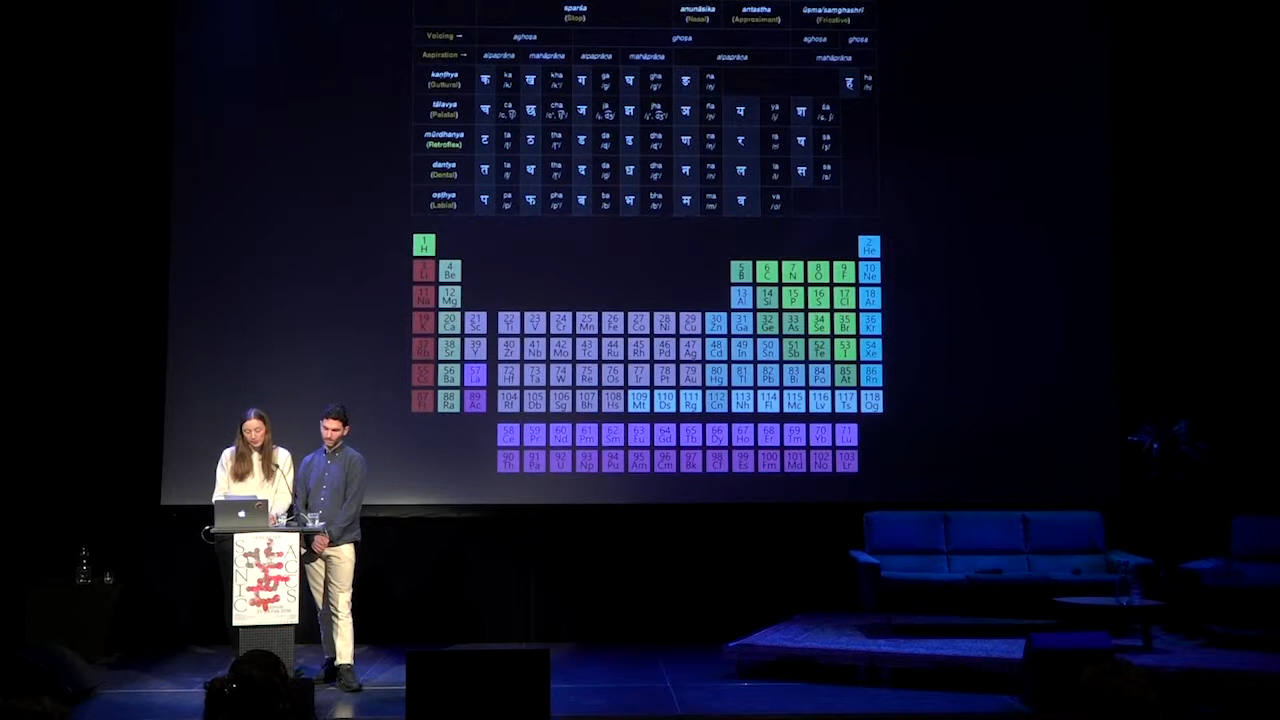 sparśa anunāsika antastha ūṣma/saṃghashrī
(Stop) (Nasal) (Approximant) (Fricative)
Voicing → aghoṣa ghoṣa aghoṣa ghoṣa
Aspiration → alpaprāṇa mahāprāṇa alpaprāṇa mahāprāṇa alpaprāṇa mahāprāṇa
kaṇṭhya क ka ख kha ग ga घ gha ङ ṅa ह् ha
(Guttural) /k/ /g/ /ŋ/ /ɦ/
tālavya च ca छ cha ज ja झ jha ञ ña य ya श śa
(Palatal)
mūrdhanya ट ṭa ठ ṭha ड ḍa ढ ḍha ण ṇa र ra ष ṣa
(Retroflex)
dantya त ta थ tha द da ध dha न na ल la स sa
(Dental) /n/ /l/ /s/
oṣṭhya प pa फ pha ब ba भ bha म ma व va
(Labial) /p/ /b/ /m/ /ʋ/
1 2
H He
3 4 5 6 7 8 9 10
Li Be B C N O F Ne
11 12 13 14 15 16 17 18
Na Mg Al Si P S Cl Ar
19 20 21 22 23 24 25 26 27 28 29 30 31 32 33 34 35 36
K Ca Sc Ti V Cr Mn Fe Co Ni Cu Zn Ga Ge As Se Br Kr
37 38 39 40 41 42 43 44 45 46 47 48 49 50 51 52 53 54
Rb Sr Y Zr Nb Mo Tc Ru Rh Pd Ag Cd In Sn Sb Te I Xe
55 56 57 72 73 74 75 76 77 78 79 80 81 82 83 84 85 86
Cs Ba La Hf Ta W Re Os Ir Pt Au Hg Tl Pb Bi Po At Rn
87 88 89 104 105 106 107 108 109 110 111 112 113 114 115 116 117 118
Fr Ra Ac Rf Db Sg Bh Hs Mt Ds Rg Cn Nh Fl Mc Lv Ts Og
58 59 60 61 62 63 64 65 66 67 68 69 70 71
Ce Pr Nd Pm Sm Eu Gd Tb Dy Ho Er Tm Yb Lu
90 91 92 93 94 95 96 97 98 99 100 101 102 103
Th Pa U Np Pu Am Cm Bk Cf Es Fm Md No Lr
SONIC
ACTS